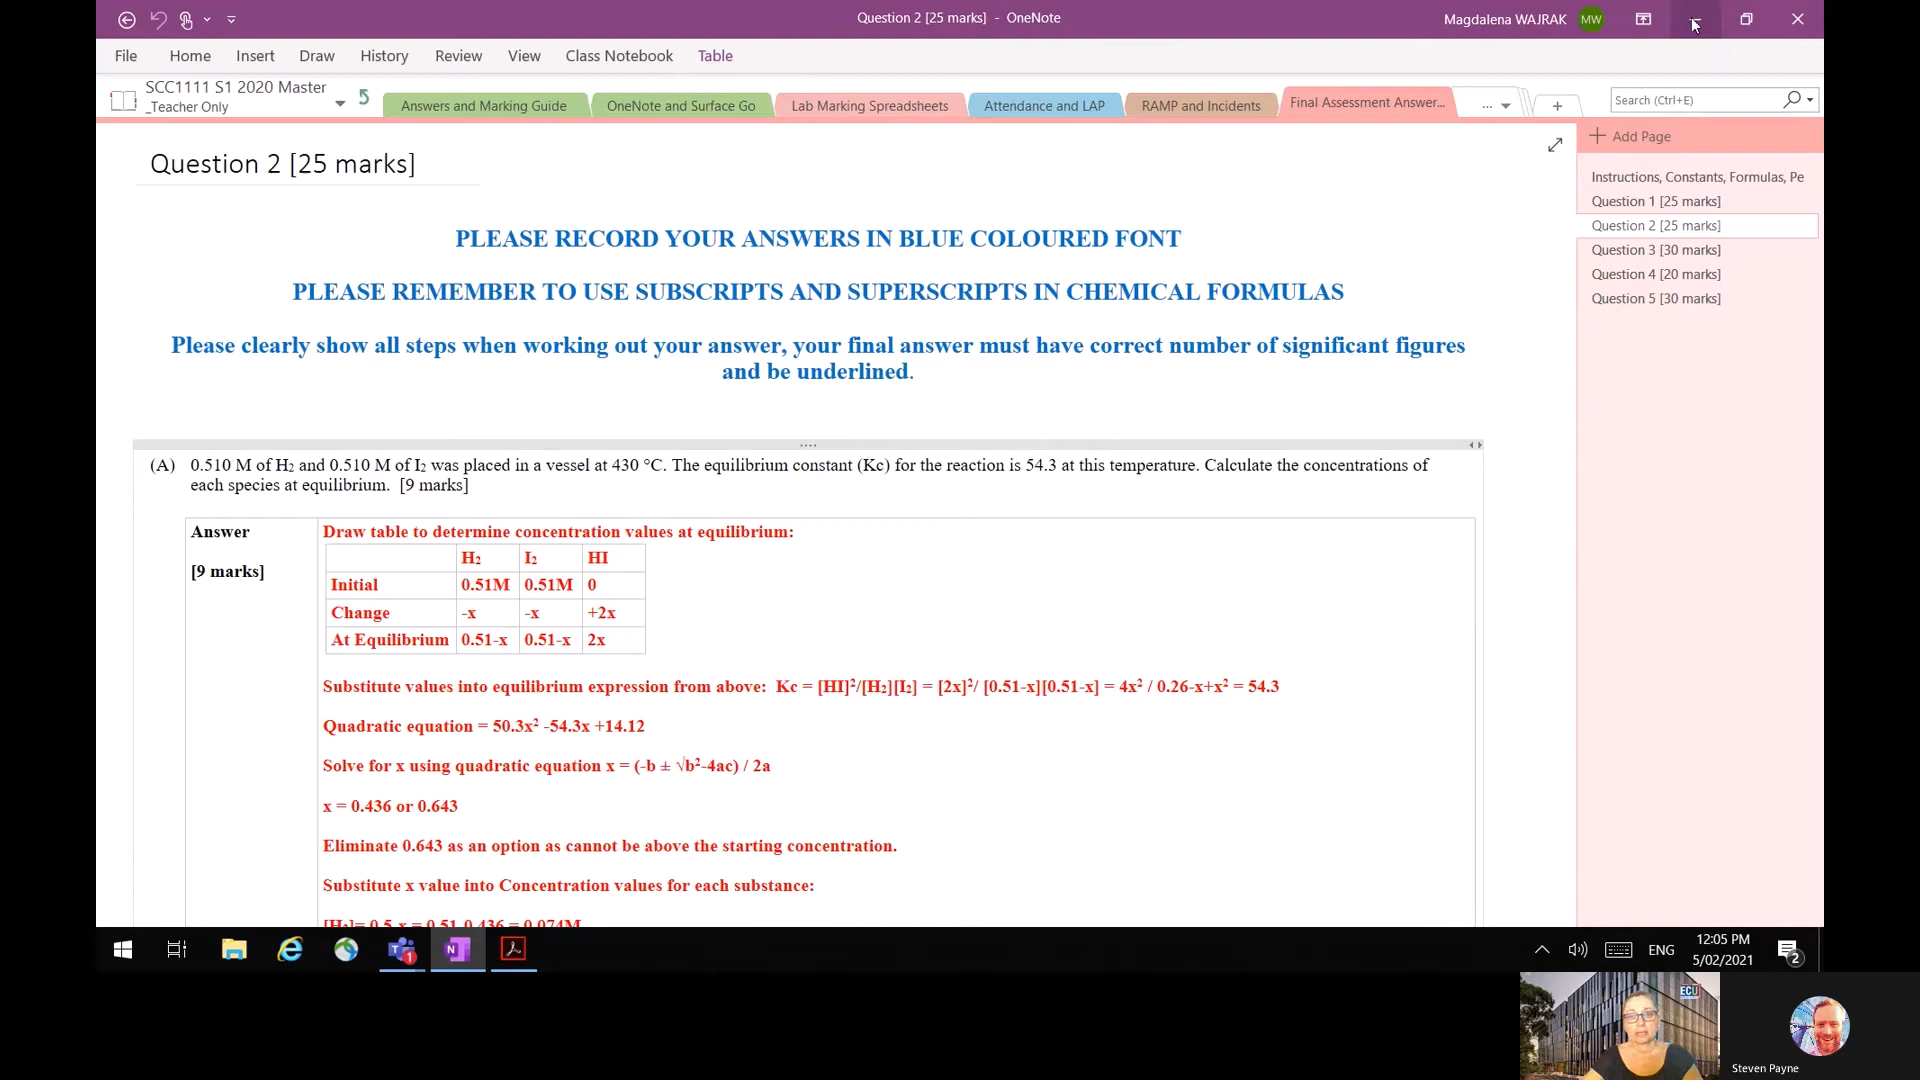 Question 2 [25 marks] - OneNote
Magdalena WAJRAK MW
File Home Insert Draw History Review View Class Notebook Table
SCC1111 S1 2020 Master
_Teacher Only
Answers and Marking Guide OneNote and Surface Go Lab Marking Spreadsheets Attendance and LAP RAMP and Incidents Final Assessment Answer... ... +
Search (Ctrl+E)
Add Page
Instructions, Constants, Formulas, Pe
Question 1 [25 marks]
Question 2 [25 marks]
Question 3 [30 marks]
Question 4 [20 marks]
Question 5 [30 marks]
Question 2 [25 marks]
PLEASE RECORD YOUR ANSWERS IN BLUE COLOURED FONT
PLEASE REMEMBER TO USE SUBSCRIPTS AND SUPERSCRIPTS IN CHEMICAL FORMULAS
Please clearly show all steps when working out your answer, your final answer must have correct number of significant figures
and be underlined.
(A) 0.510 M of H₂ and 0.510 M of I₂ was placed in a vessel at 430 °C. The equilibrium constant (Kc) for the reaction is 54.3 at this temperature. Calculate the concentrations of
each species at equilibrium. [9 marks]
Answer
[9 marks]
Draw table to determine concentration values at equilibrium:
H₂ I₂ HI
Initial 0.51M 0.51M 0
Change -x -x +2x
At Equilibrium 0.51-x 0.51-x 2x
Substitute values into equilibrium expression from above: Kc = [HI]²/[H₂][I₂] = [2x]²/ [0.51-x][0.51-x] = 4x² / 0.26-x+x² = 54.3
Quadratic equation = 50.3x² -54.3x +14.12
Solve for x using quadratic equation x = (-b ± √b²-4ac) / 2a
x = 0.436 or 0.643
Eliminate 0.643 as an option as cannot be above the starting concentration.
Substitute x value into Concentration values for each substance:
[H₂]= 0.5-x = 0.51-0.436 = 0.074M
ENG
12:05 PM
5/02/2021
1
2
ECU
Steven Payne